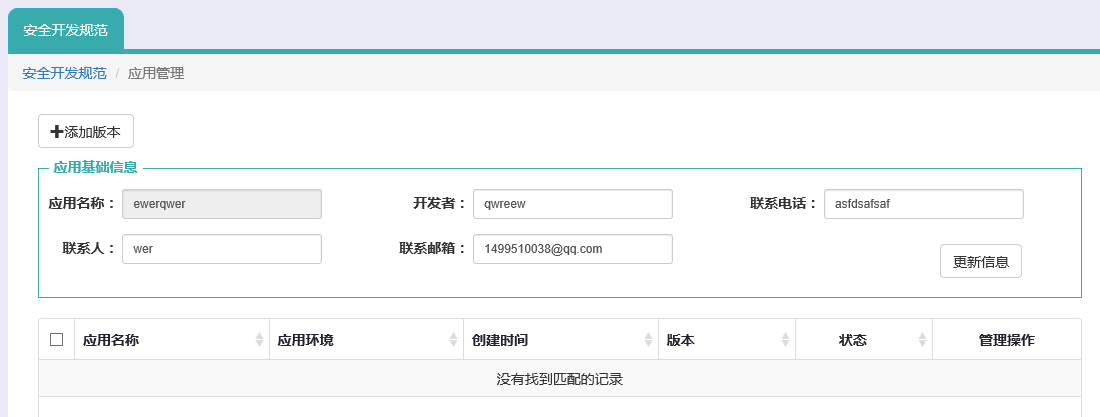 安全开发规范
安全开发规范 / 应用管理
添加版本
应用基础信息
应用名称： ewerqwer 开发者： qwreew 联系电话： asfdsafsaf
联系人： wer 联系邮箱： 1499510038@qq.com 更新信息
应用名称 应用环境 创建时间 版本 状态 管理操作
没有找到匹配的记录